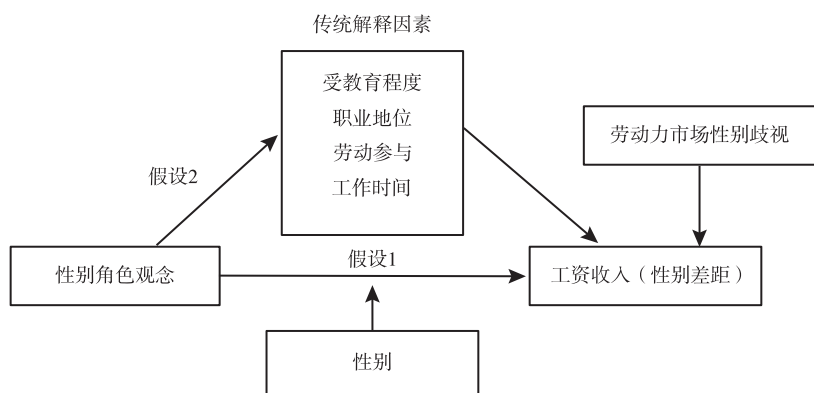 传统解释因素
受教育程度
职业地位
劳动参与
工作时间
劳动力市场性别歧视
假设2
假设1
性别角色观念
工资收入（性别差距）
性别